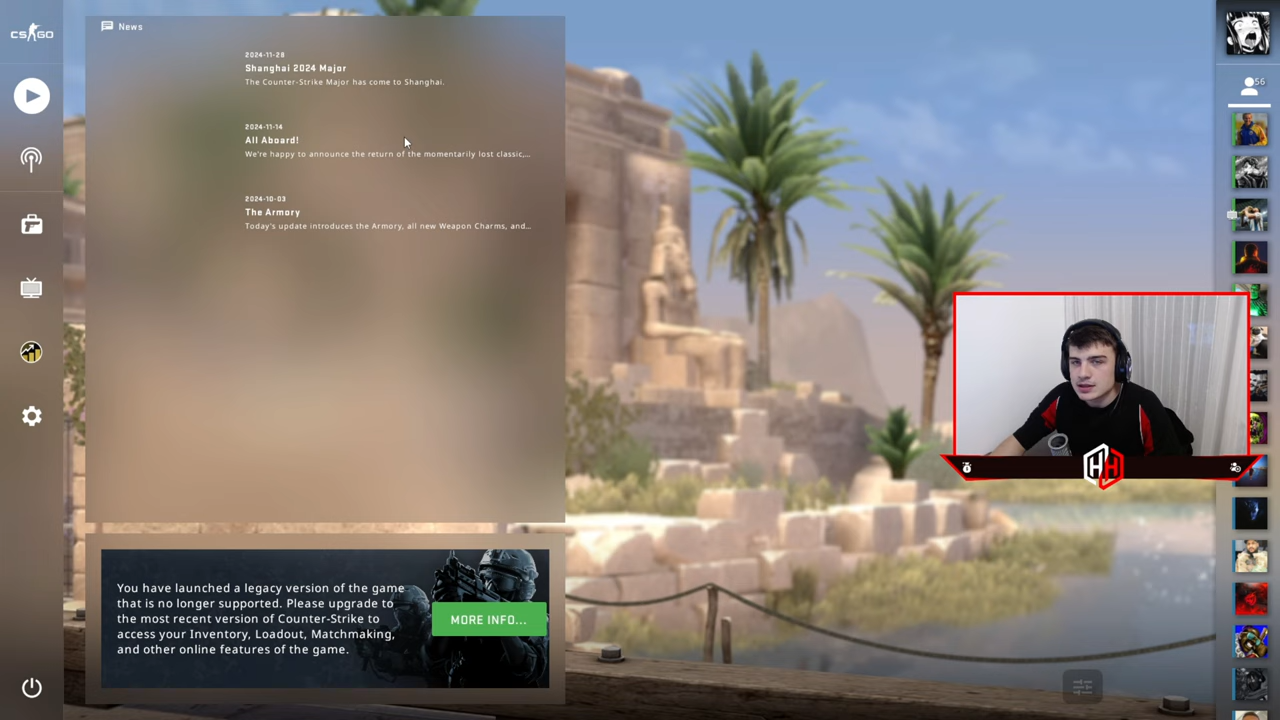 CS GO
News
2024-11-28
Shanghai 2024 Major
The Counter-Strike Major has come to Shanghai.
2024-11-14
All Aboard!
We're happy to announce the return of the momentarily lost classic,...
2024-10-03
The Armory
Today's update introduces the Armory, all new Weapon Charms, and...
You have launched a legacy version of the game
that is no longer supported. Please upgrade to
the most recent version of Counter-Strike to
access your Inventory, Loadout, Matchmaking,
and other online features of the game.
MORE INFO...
56
H H